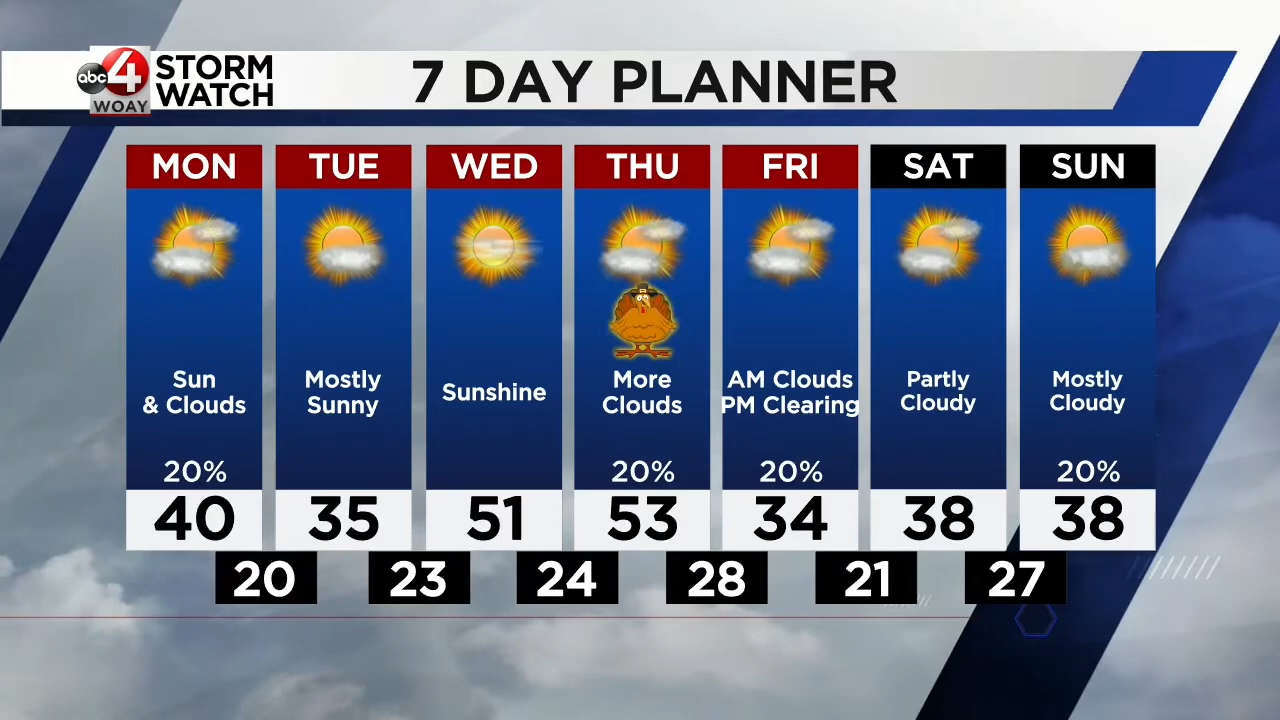 abc 4
WOAY
STORM
WATCH
7 DAY PLANNER
MON
TUE
WED
THU
FRI
SAT
SUN
Sun
& Clouds
Mostly
Sunny
Sunshine
More
Clouds
AM Clouds
PM Clearing
Partly
Cloudy
Mostly
Cloudy
20%
20%
20%
20%
40
35
51
53
34
38
38
20
23
24
28
21
27